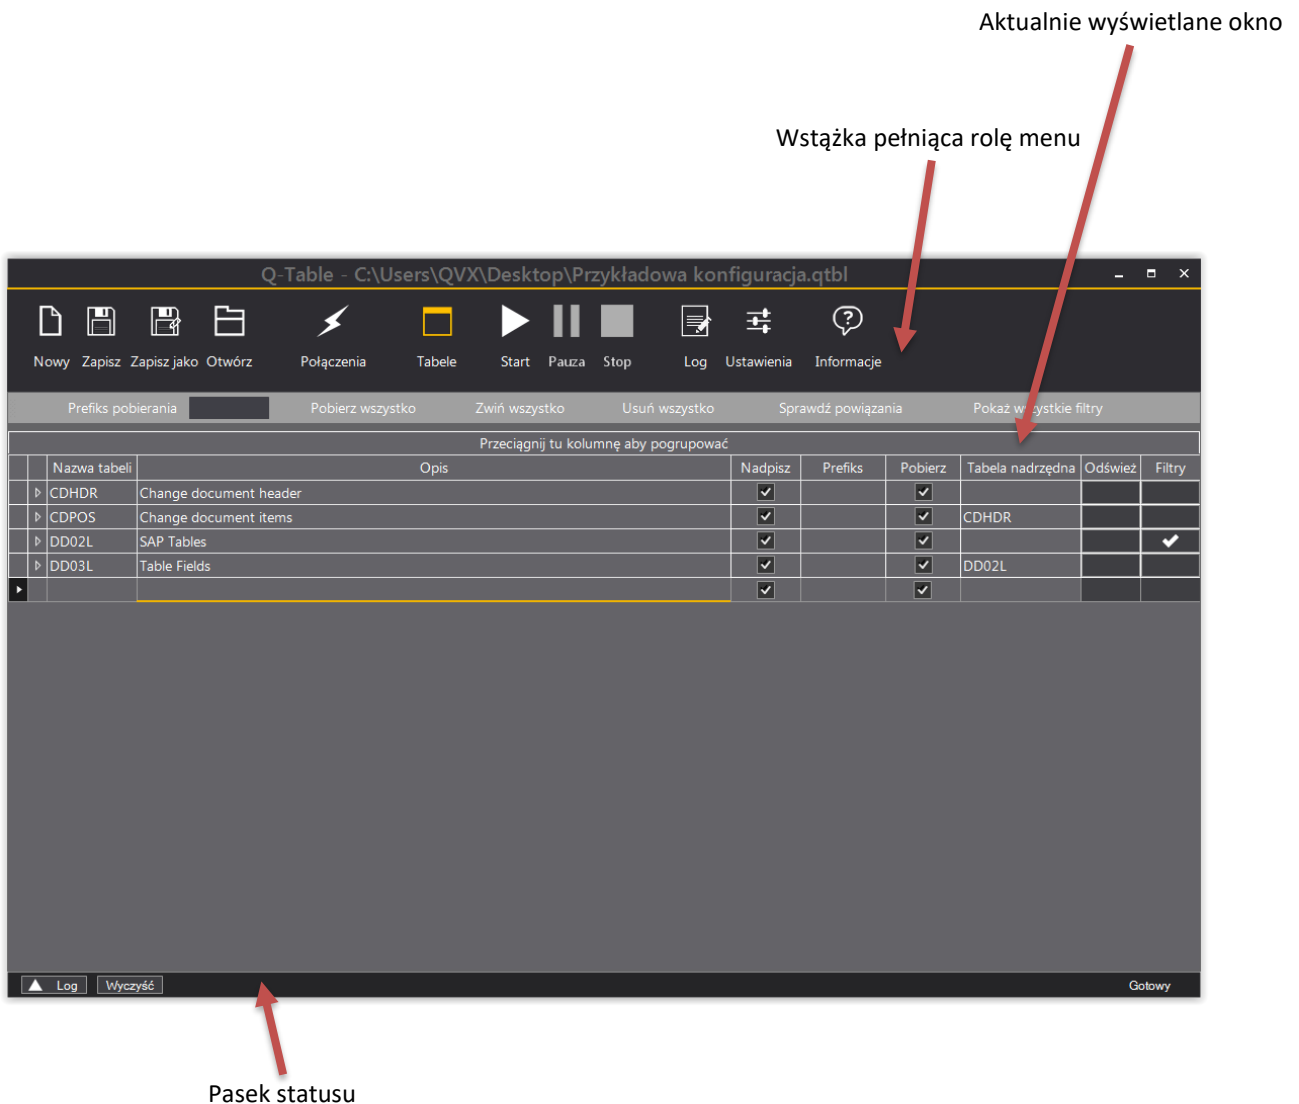 Aktualnie wyświetlane okno
Wstążka pełniąca rolę menu
Q-Table - C:\Users\QVX\Desktop\Przykładowa konfiguracja.qtbl
Nowy Zapisz Zapisz jako Otwórz Połączenia Tabele Start Pauza Stop Log Ustawienia Informacje
Prefiks pobierania Pobierz wszystko Zwiń wszystko Usuń wszystko Sprawdź powiązania Pokaż wszystkie filtry
Przeciągnij tu kolumnę aby pogrupować
Nazwa tabeli Opis Nadpisz Prefiks Pobierz Tabela nadrzędna Odśwież Filtry
CDHDR Change document header
CDPOS Change document items CDHDR
DD02L SAP Tables
DD03L Table Fields DD02L
Log Wyczyść Gotowy
Pasek statusu